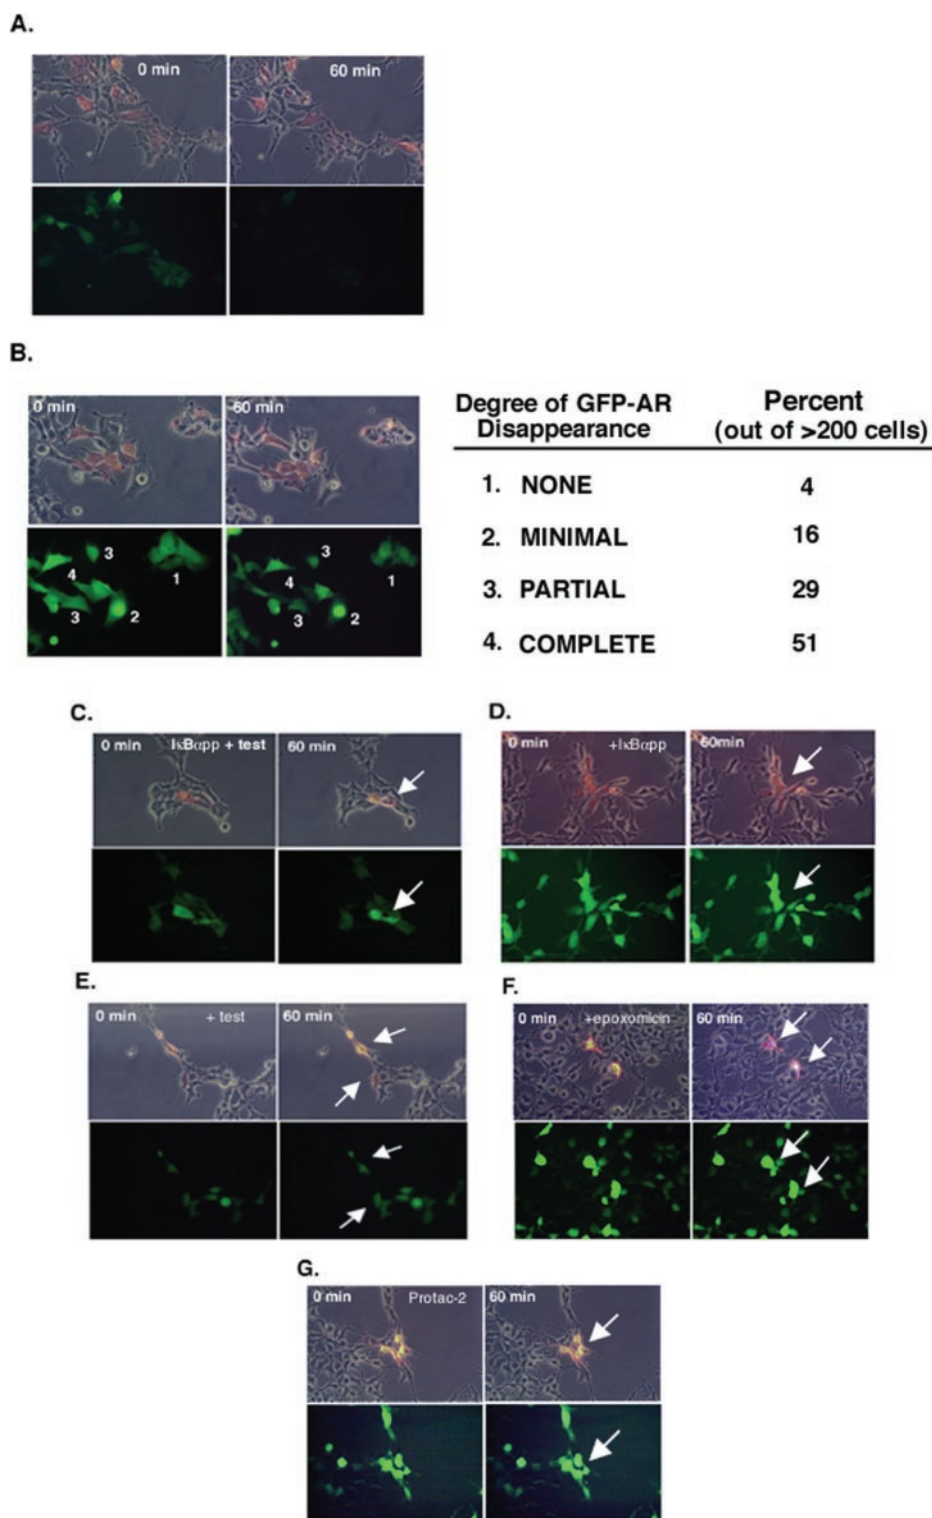 A.
0 min
60 min
B.
0 min
60 min
3
4
1
3
2
3
4
1
3
2
Degree of GFP-AR Disappearance
Percent (out of >200 cells)
1. NONE 4
2. MINIMAL 16
3. PARTIAL 29
4. COMPLETE 51
C.
0 min IκBαpp + test
60 min
D.
0 min +IκBαpp
60min
E.
0 min + test
60 min
F.
0 min +epoxomicin
60 min
G.
0 min Protac-2
60 min